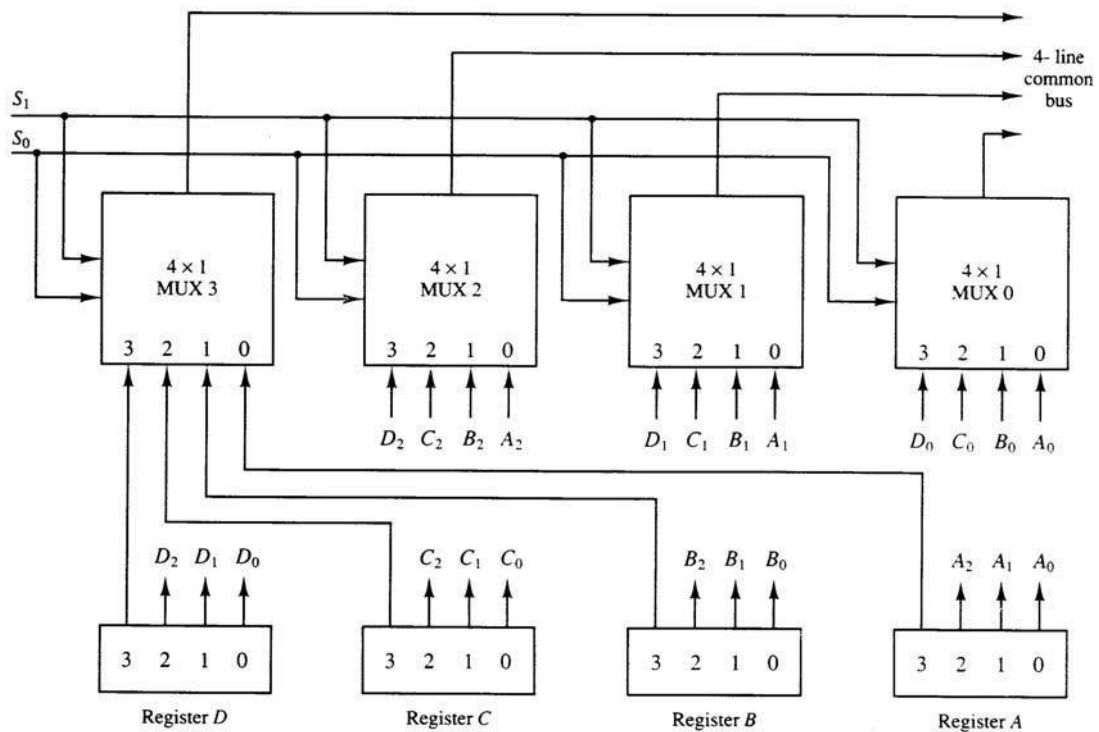 4- line
common
bus
S₁
S₀
4 × 1
MUX 3
4 × 1
MUX 2
4 × 1
MUX 1
4 × 1
MUX 0
3 2 1 0
3 2 1 0
3 2 1 0
3 2 1 0
D₂ C₂ B₂ A₂
D₁ C₁ B₁ A₁
D₀ C₀ B₀ A₀
D₂ D₁ D₀
C₂ C₁ C₀
B₂ B₁ B₀
A₂ A₁ A₀
3 2 1 0
3 2 1 0
3 2 1 0
3 2 1 0
Register D
Register C
Register B
Register A